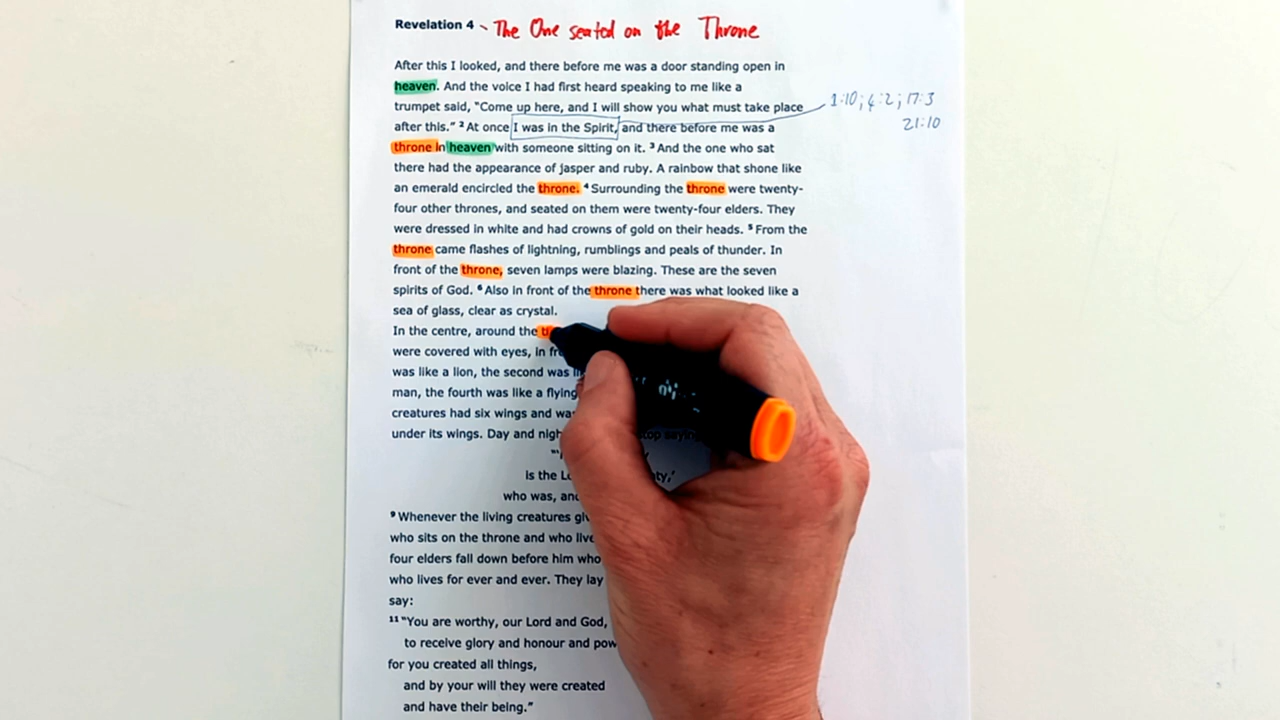 Revelation 4 ~ The One seated on the Throne
After this I looked, and there before me was a door standing open in
heaven. And the voice I had first heard speaking to me like a
trumpet said, "Come up here, and I will show you what must take place
1:10; 4:2; 17:3
21:10
after this." ² At once I was in the Spirit, and there before me was a
throne in heaven with someone sitting on it. ³ And the one who sat
there had the appearance of jasper and ruby. A rainbow that shone like
an emerald encircled the throne. ⁴ Surrounding the throne were twenty-
four other thrones, and seated on them were twenty-four elders. They
were dressed in white and had crowns of gold on their heads. ⁵ From the
throne came flashes of lightning, rumblings and peals of thunder. In
front of the throne, seven lamps were blazing. These are the seven
spirits of God. ⁶ Also in front of the throne there was what looked like a
sea of glass, clear as crystal.
In the centre, around the
were covered with eyes, in
was like a lion, the second was
man, the fourth was like a flying
creatures had six wings and
under its wings. Day and saying
is the
who was,
⁹ Whenever the living creatures
who sits on the throne and who
four elders fall down before him who
who lives for ever and ever. They lay
say:
¹¹ "You are worthy, our Lord and God,
to receive glory and honour and
for you created all things,
and by your will they were created
and have their being."